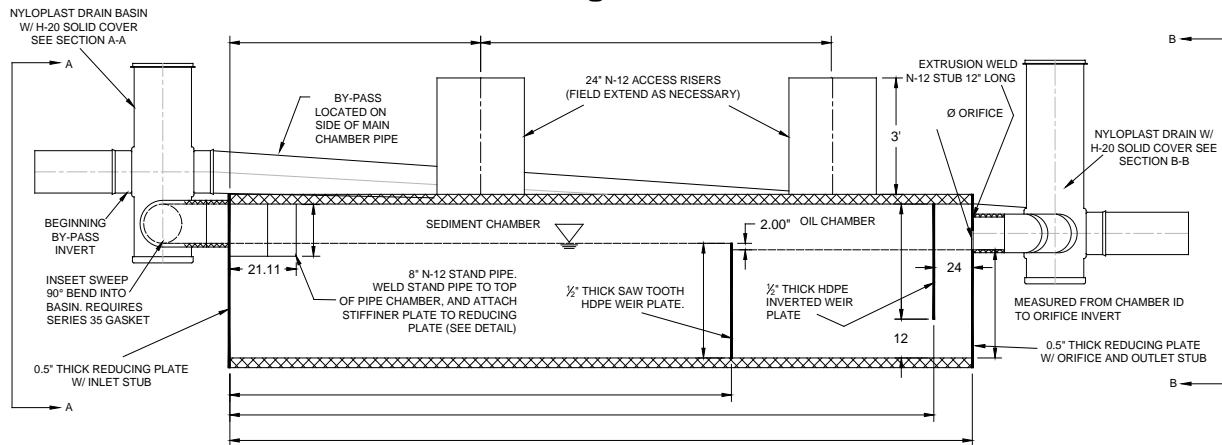 NYLOPLAST DRAIN BASIN
W/ H-20 SOLID COVER
SEE SECTION A-A
A
BY-PASS
LOCATED ON
SIDE OF MAIN
CHAMBER PIPE
24" N-12 ACCESS RISERS
(FIELD EXTEND AS NECESSARY)
3'
EXTRUSION WELD
N-12 STUB 12" LONG
Ø ORIFICE
B
NYLOPLAST DRAIN W/
H-20 SOLID COVER SEE
SECTION B-B
BEGINNING
BY-PASS
INVERT
SEDIMENT CHAMBER
2.00"
OIL CHAMBER
21.11
24
INSEET SWEEP
90° BEND INTO
BASIN. REQUIRES
SERIES 35 GASKET
8" N-12 STAND PIPE.
WELD STAND PIPE TO TOP
OF PIPE CHAMBER, AND ATTACH
STIFFINER PLATE TO REDUCING
PLATE (SEE DETAIL)
½" THICK SAW TOOTH
HDPE WEIR PLATE.
½" THICK HDPE
INVERTED WEIR
PLATE
12
MEASURED FROM CHAMBER ID
TO ORIFICE INVERT
0.5" THICK REDUCING PLATE
W/ INLET STUB
0.5" THICK REDUCING PLATE
W/ ORIFICE AND OUTLET STUB
A
B